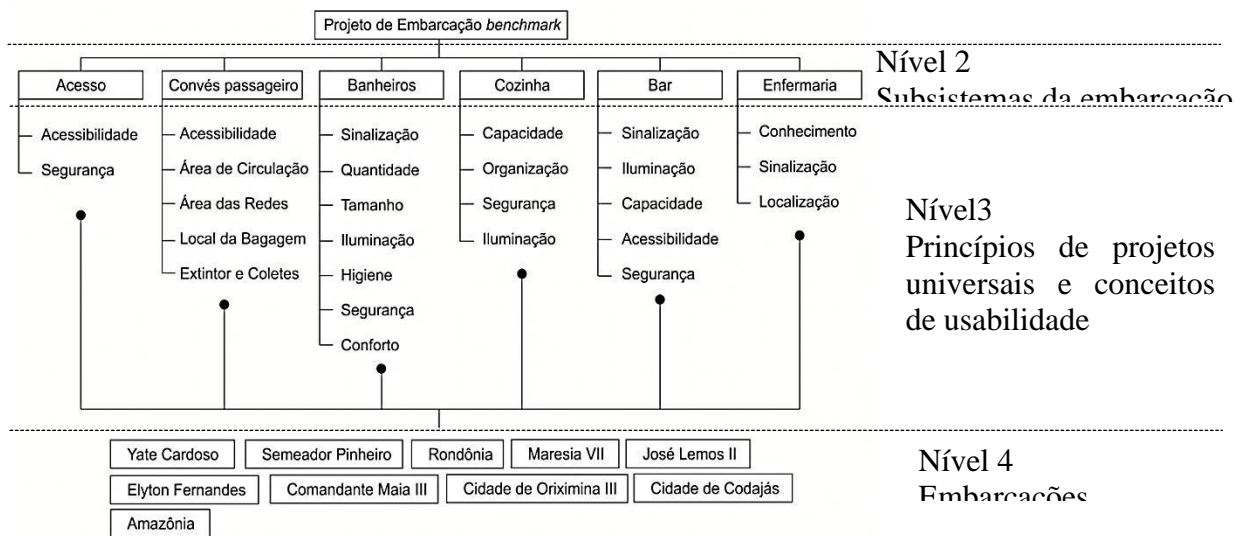 Projeto de Embarcação benchmark
Nível 2
Subsistemas da embarcação
Acesso
Convés passageiro
Banheiros
Cozinha
Bar
Enfermaria
Acessibilidade
Segurança
Acessibilidade
Área de Circulação
Área das Redes
Local da Bagagem
Extintor e Coletes
Sinalização
Quantidade
Tamanho
Iluminação
Higiene
Segurança
Conforto
Capacidade
Organização
Segurança
Iluminação
Sinalização
Iluminação
Capacidade
Acessibilidade
Segurança
Conhecimento
Sinalização
Localização
Nível3
Princípios de projetos
universais e conceitos
de usabilidade
Yate Cardoso
Semeador Pinheiro
Rondônia
Maresia VII
José Lemos II
Elyton Fernandes
Comandante Maia III
Cidade de Oriximina III
Cidade de Codajás
Amazônia
Nível 4
Embarcações